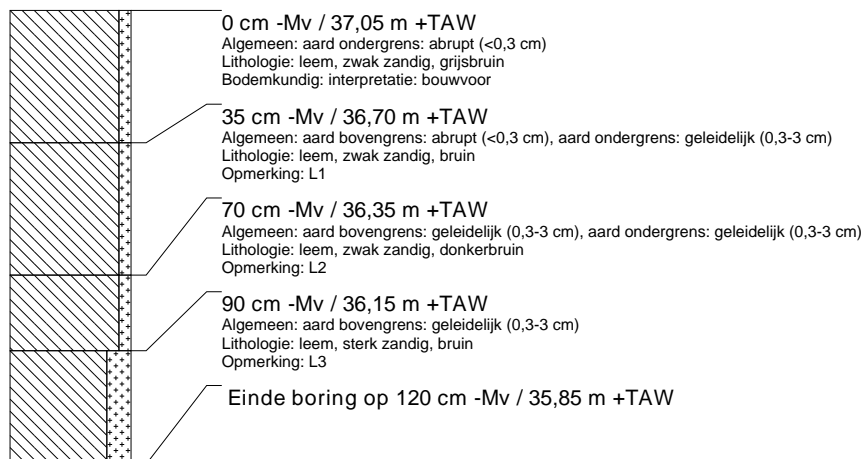 0 cm -Mv / 37,05 m +TAW
Algemeen: aard ondergrens: abrupt (<0,3 cm)
Lithologie: leem, zwak zandig, grijsbruin
Bodemkundig: interpretatie: bouwvoor
35 cm -Mv / 36,70 m +TAW
Algemeen: aard bovengrens: abrupt (<0,3 cm), aard ondergrens: geleidelijk (0,3-3 cm)
Lithologie: leem, zwak zandig, bruin
Opmerking: L1
70 cm -Mv / 36,35 m +TAW
Algemeen: aard bovengrens: geleidelijk (0,3-3 cm), aard ondergrens: geleidelijk (0,3-3 cm)
Lithologie: leem, zwak zandig, donkerbruin
Opmerking: L2
90 cm -Mv / 36,15 m +TAW
Algemeen: aard bovengrens: geleidelijk (0,3-3 cm)
Lithologie: leem, sterk zandig, bruin
Opmerking: L3
Einde boring op 120 cm -Mv / 35,85 m +TAW